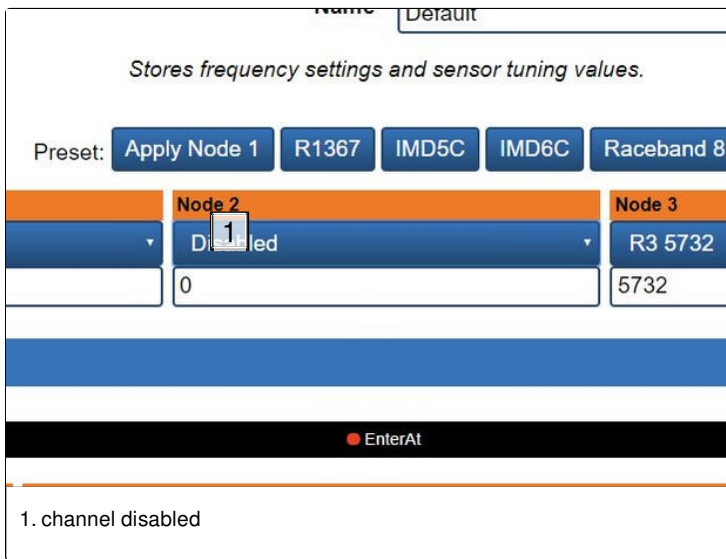 Name Default
Stores frequency settings and sensor tuning values.
Preset: Apply Node 1 R1367 IMD5C IMD6C Raceband 8
Node 2 Node 3
1 Disabled R3 5732
0 5732
EnterAt
1. channel disabled